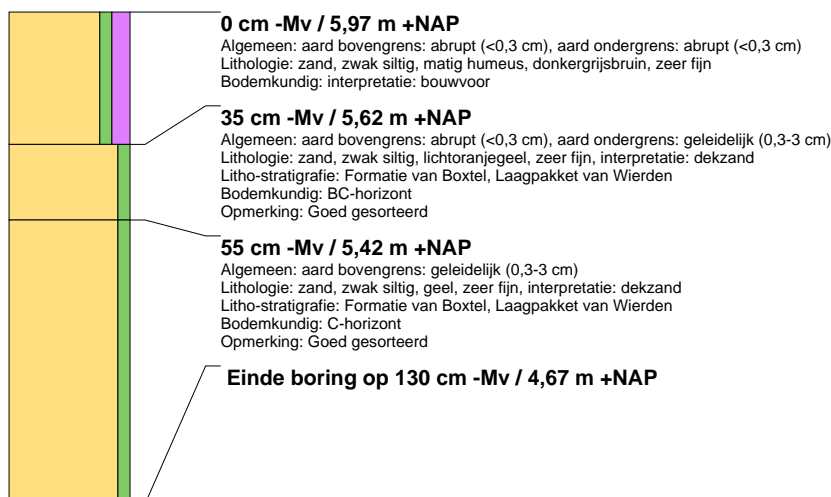 0 cm -Mv / 5,97 m +NAP
Algemeen: aard bovengrens: abrupt (<0,3 cm), aard ondergrens: abrupt (<0,3 cm)
Lithologie: zand, zwak siltig, matig humeus, donkergrijsbruin, zeer fijn
Bodemkundig: interpretatie: bouwvoor
35 cm -Mv / 5,62 m +NAP
Algemeen: aard bovengrens: abrupt (<0,3 cm), aard ondergrens: geleidelijk (0,3-3 cm)
Lithologie: zand, zwak siltig, lichtoranjegeel, zeer fijn, interpretatie: dekzand
Litho-stratigrafie: Formatie van Boxtel, Laagpakket van Wierden
Bodemkundig: BC-horizont
Opmerking: Goed gesorteerd
55 cm -Mv / 5,42 m +NAP
Algemeen: aard bovengrens: geleidelijk (0,3-3 cm)
Lithologie: zand, zwak siltig, geel, zeer fijn, interpretatie: dekzand
Litho-stratigrafie: Formatie van Boxtel, Laagpakket van Wierden
Bodemkundig: C-horizont
Opmerking: Goed gesorteerd
Einde boring op 130 cm -Mv / 4,67 m +NAP